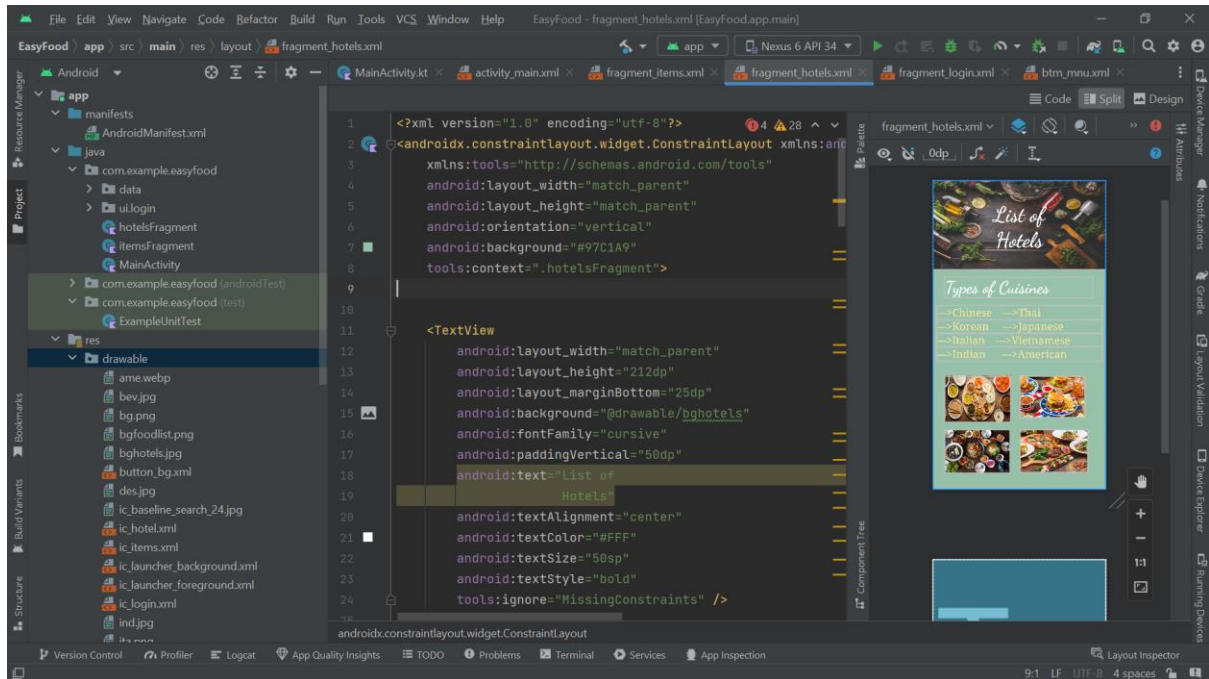 File Edit View Navigate Code Refactor Build Run Tools VCS Window Help EasyFood - fragment_hotels.xml [EasyFood.app.main]
EasyFood app src main res layout fragment_hotels.xml app Nexus 6 API 34
Android
MainActivity.kt activity_main.xml fragment_items.xml fragment_hotels.xml fragment_login.xml btm_mnu.xml
Code Split Design
Resource Manager
Project
Bookmarks
Build Variants
Structure
app
manifests
AndroidManifest.xml
java
com.example.easyfood
data
ui.login
hotelsFragment
itemsFragment
MainActivity
com.example.easyfood (androidTest)
com.example.easyfood (test)
ExampleUnitTest
res
drawable
ame.webp
bev.jpg
bg.png
bgfoodlist.png
bghotels.jpg
button_bg.xml
des.jpg
ic_baseline_search_24.jpg
ic_hotel.xml
ic_items.xml
ic_launcher_background.xml
ic_launcher_foreground.xml
ic_login.xml
ind.jpg
ita.png
4 28
1 <?xml version="1.0" encoding="utf-8"?>
2 <androidx.constraintlayout.widget.ConstraintLayout xmlns:and
3 xmlns:tools="http://schemas.android.com/tools"
4 android:layout_width="match_parent"
5 android:layout_height="match_parent"
6 android:orientation="vertical"
7 android:background="#97C1A9"
8 tools:context=".hotelsFragment">
9
10
11 <TextView
12 android:layout_width="match_parent"
13 android:layout_height="212dp"
14 android:layout_marginBottom="25dp"
15 android:background="@drawable/bghotels"
16 android:fontFamily="cursive"
17 android:paddingVertical="50dp"
18 android:text="List of
19 Hotels"
20 android:textAlignment="center"
21 android:textColor="#FFF"
22 android:textSize="50sp"
23 android:textStyle="bold"
24 tools:ignore="MissingConstraints" />
androidx.constraintlayout.widget.ConstraintLayout
Palette
Component Tree
fragment_hotels.xml
0dp
List of
Hotels
Types of Cuisines
-->Chinese -->Thai
-->Korean -->Japanese
-->Italian -->Vietnamese
-->Indian -->American
1:1
Device Manager
Attributes
Notifications
Gradle
Layout Validation
Device Explorer
Running Devices
Version Control Profiler Logcat App Quality Insights TODO Problems Terminal Services App Inspection Layout Inspector
9:1 LF UTF-8 4 spaces